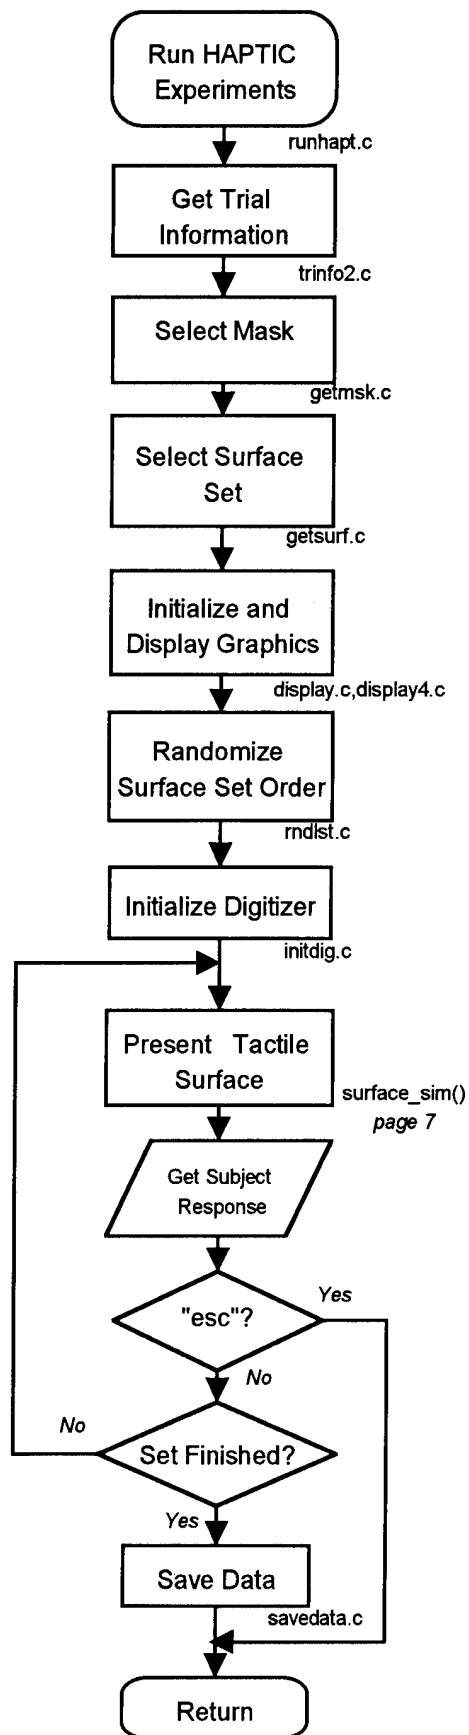 Run HAPTIC
Experiments
runhapt.c
Get Trial
Information
trinfo2.c
Select Mask
getmsk.c
Select Surface
Set
getsurf.c
Initialize and
Display Graphics
display.c,display4.c
Randomize
Surface Set Order
rndlst.c
Initialize Digitizer
initdig.c
Present Tactile
Surface
surface_sim()
page 7
Get Subject
Response
"esc"?
Yes
No
Set Finished?
No
Yes
Save Data
savedata.c
Return